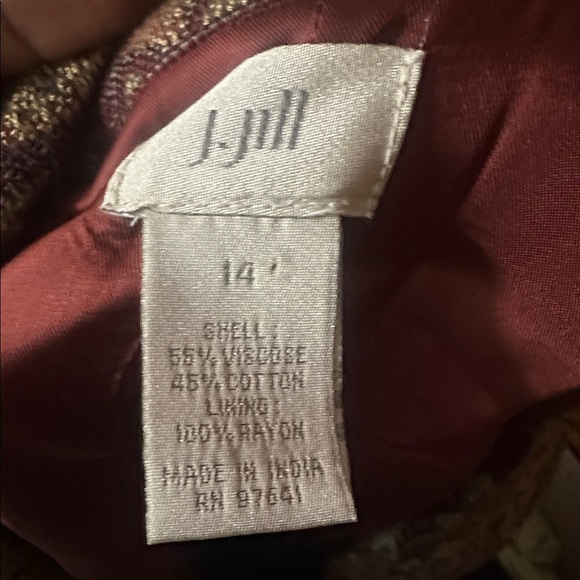 J.Jill
14
SHELL:
55% VISCOSE
45% COTTON
LINING:
100% RAYON
MADE IN INDIA
RN 97641